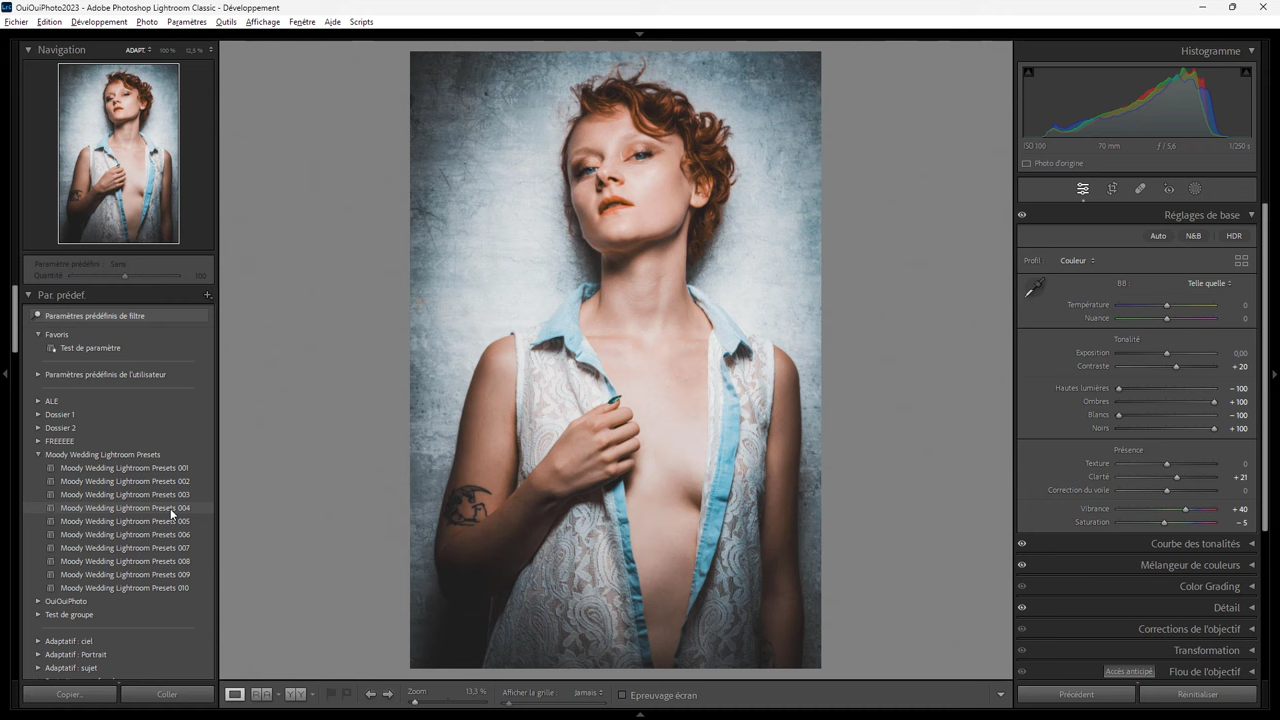 OuiOuiPhoto2023 - Adobe Photoshop Lightroom Classic - Développement
Fichier Edition Développement Photo Paramètres Outils Affichage Fenêtre Aide Scripts
Navigation ADAPT. 100 % 12,5 %
Paramètre prédéfini : Sans
Quantité 100
Par. prédef.
Paramètres prédéfinis de filtre
Favoris
Test de paramètre
Paramètres prédéfinis de l'utilisateur
ALE
Dossier 1
Dossier 2
FREEEEE
Moody Wedding Lightroom Presets
Moody Wedding Lightroom Presets 001
Moody Wedding Lightroom Presets 002
Moody Wedding Lightroom Presets 003
Moody Wedding Lightroom Presets 004
Moody Wedding Lightroom Presets 005
Moody Wedding Lightroom Presets 006
Moody Wedding Lightroom Presets 007
Moody Wedding Lightroom Presets 008
Moody Wedding Lightroom Presets 009
Moody Wedding Lightroom Presets 010
OuiOuiPhoto
Test de groupe
Adaptatif : ciel
Adaptatif : Portrait
Adaptatif : sujet
Copier... Coller
Zoom 13,3 % Afficher la grille : Jamais Epreuvage écran
Histogramme
ISO 100 70 mm ƒ / 5,6 1/250 s
Photo d'origine
Réglages de base
Auto N&B HDR
Profil : Couleur
BB : Telle quelle
Température 0
Nuance 0
Tonalité
Exposition 0,00
Contraste + 20
Hautes lumières − 100
Ombres + 100
Blancs − 100
Noirs + 100
Présence
Texture 0
Clarté + 21
Correction du voile 0
Vibrance + 40
Saturation − 5
Courbe des tonalités
Mélangeur de couleurs
Color Grading
Détail
Corrections de l'objectif
Transformation
Accès anticipé Flou de l'objectif
Précédent Réinitialiser